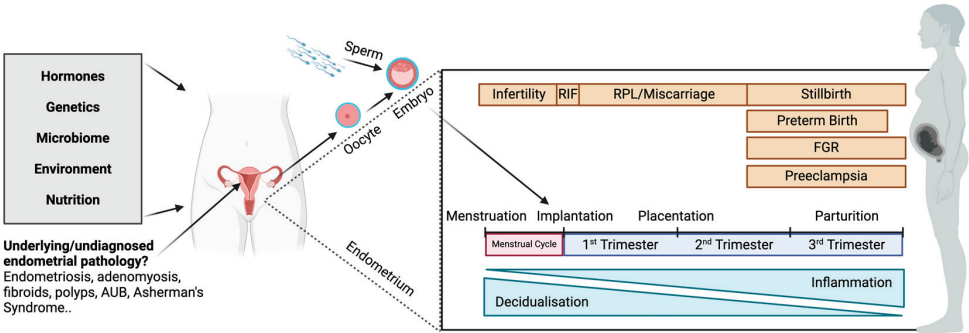 Hormones
Genetics
Microbiome
Environment
Nutrition
Underlying/undiagnosed
endometrial pathology?
Endometriosis, adenomyosis,
fibroids, polyps, AUB, Asherman's
Syndrome..
Sperm
Oocyte
Embryo
Endometrium
Infertility RIF RPL/Miscarriage Stillbirth
Preterm Birth
FGR
Preeclampsia
Menstruation Implantation Placentation Parturition
Menstrual Cycle 1st Trimester 2nd Trimester 3rd Trimester
Inflammation
Decidualisation